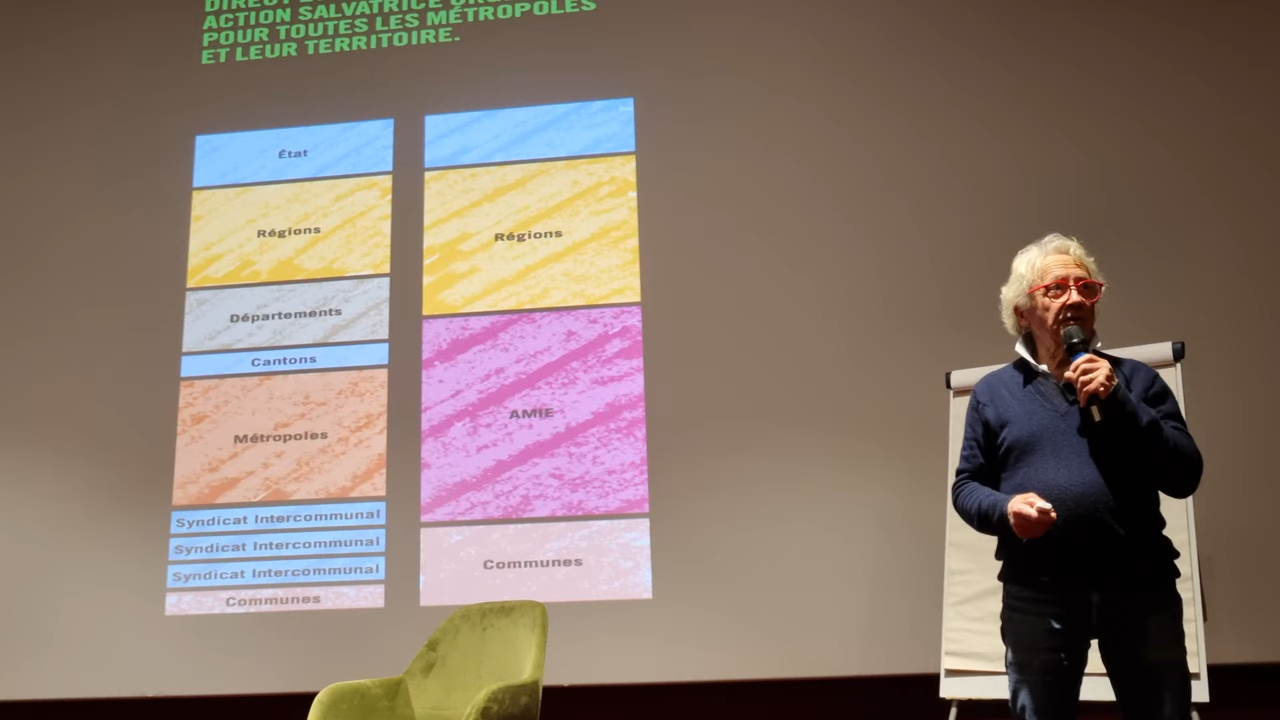 DIRECT
ACTION SALVATRICE
POUR TOUTES LES MÉTROPOLES
ET LEUR TERRITOIRE.
État
Régions
Départements
Cantons
Métropoles
Syndicat Intercommunal
Syndicat Intercommunal
Syndicat Intercommunal
Communes
Régions
AMIE
Communes